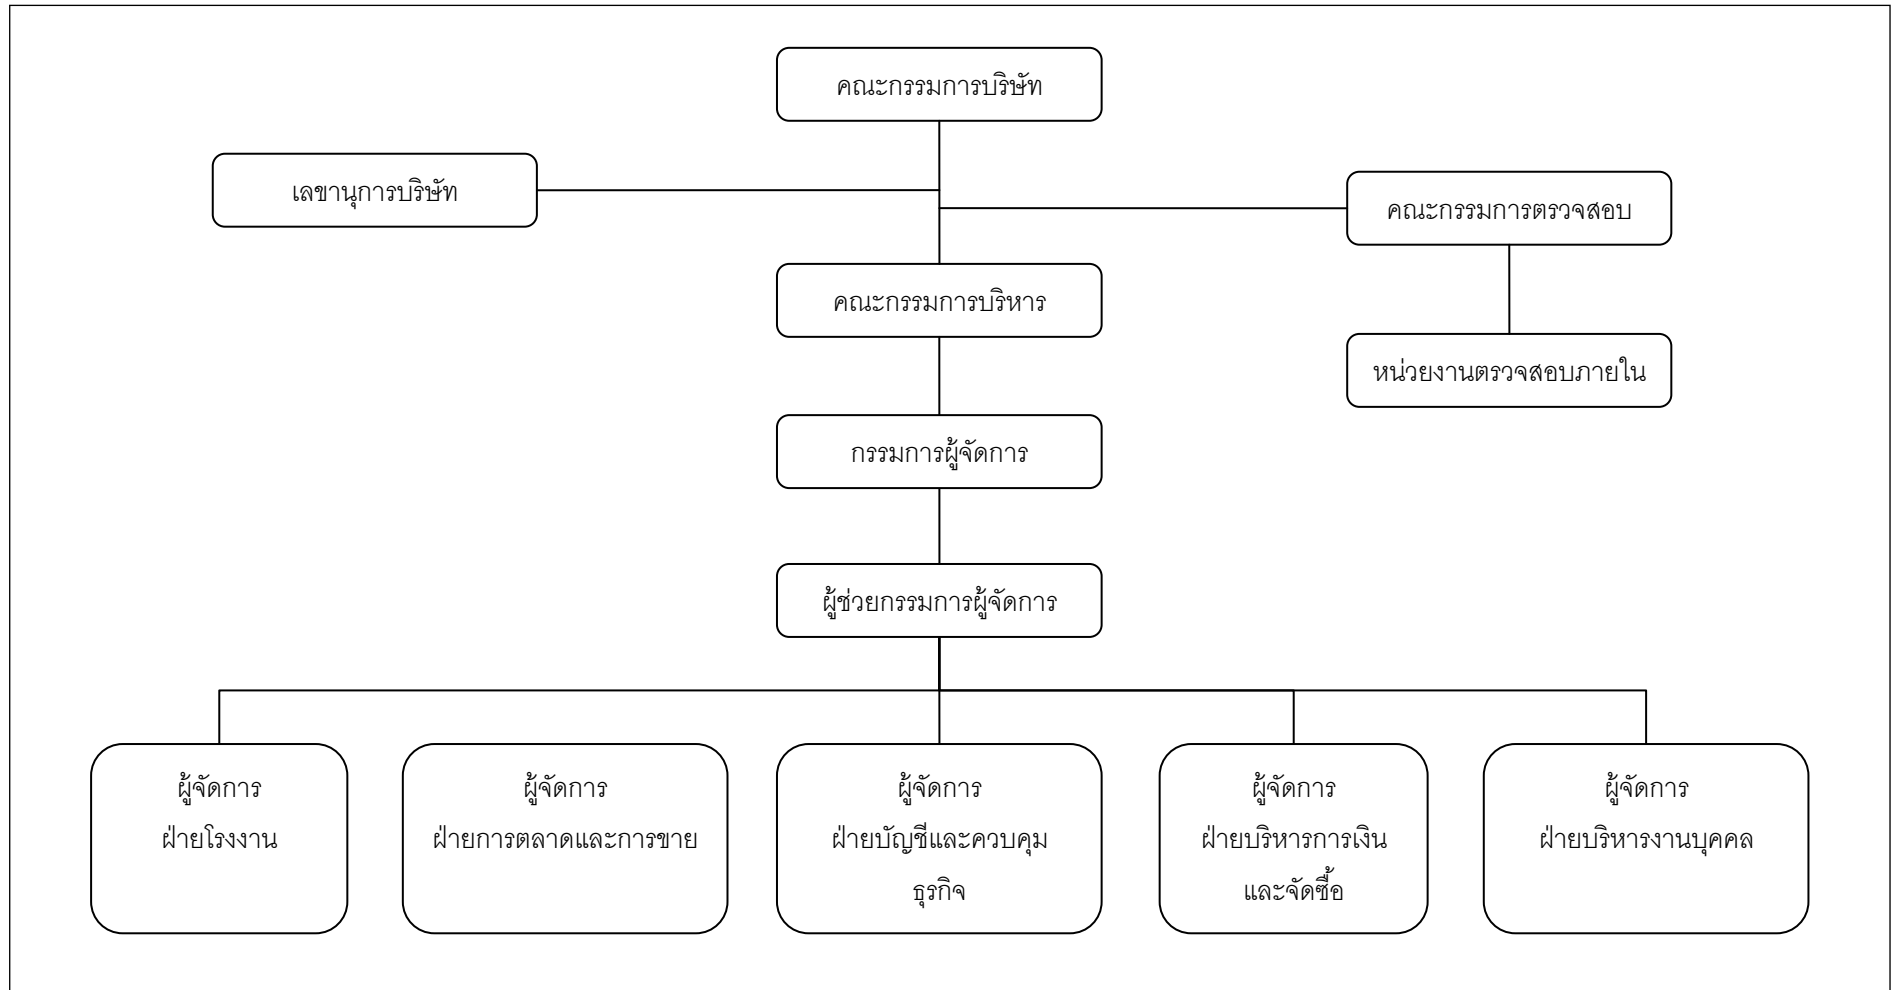 คณะกรรมการบริษัท
เลขานุการบริษัท
คณะกรรมการตรวจสอบ
คณะกรรมการบริหาร
หน่วยงานตรวจสอบภายใน
กรรมการผู้จัดการ
ผู้ช่วยกรรมการผู้จัดการ
ผู้จัดการ
ฝ่ายโรงงาน
ผู้จัดการ
ฝ่ายการตลาดและการขาย
ผู้จัดการ
ฝ่ายบัญชีและควบคุม
ธุรกิจ
ผู้จัดการ
ฝ่ายบริหารการเงิน
และจัดซื้อ
ผู้จัดการ
ฝ่ายบริหารงานบุคคล